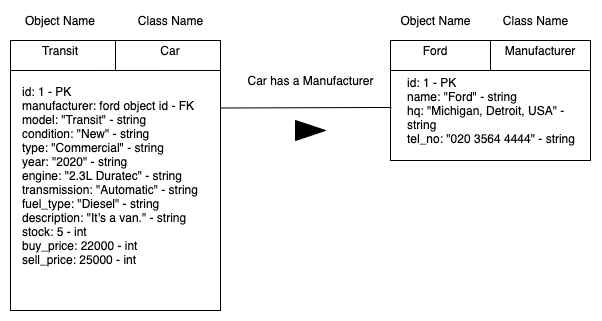 Object Name Class Name
Transit Car
id: 1 - PK
manufacturer: ford object id - FK
model: "Transit" - string
condition: "New" - string
type: "Commercial" - string
year: "2020" - string
engine: "2.3L Duratec" - string
transmission: "Automatic" - string
fuel_type: "Diesel" - string
description: "It's a van." - string
stock: 5 - int
buy_price: 22000 - int
sell_price: 25000 - int
Car has a Manufacturer
Object Name Class Name
Ford Manufacturer
id: 1 - PK
name: "Ford" - string
hq: "Michigan, Detroit, USA" -
string
tel_no: "020 3564 4444" - string